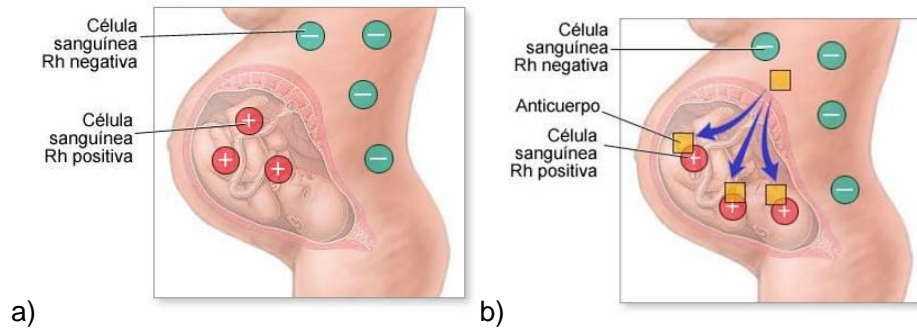 Célula
sanguínea
Rh negativa
Célula
sanguínea
Rh positiva
a)
Célula
sanguínea
Rh negativa
Anticuerpo
Célula
sanguínea
Rh positiva
b)